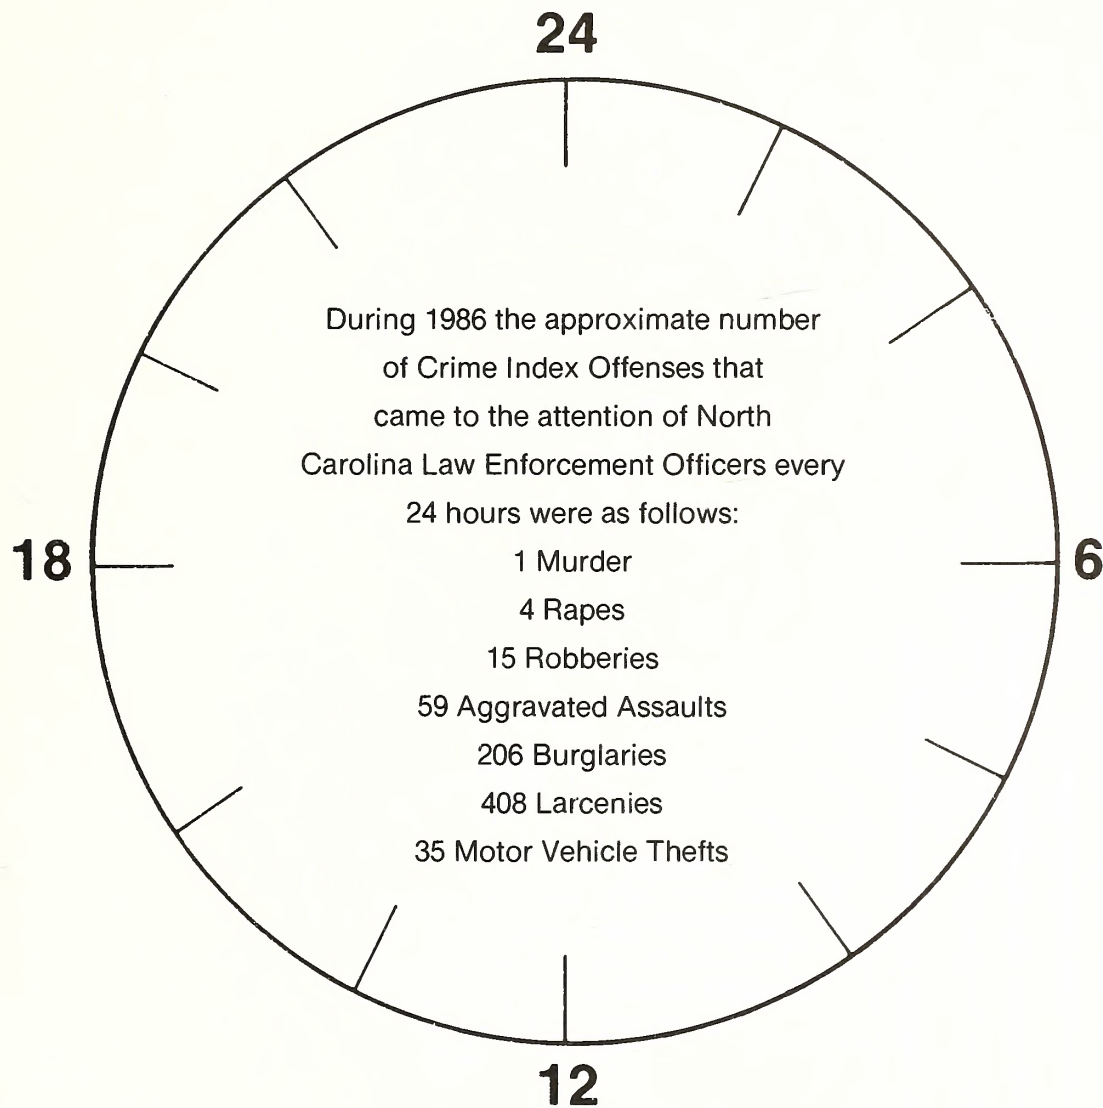 24
During 1986 the approximate number
of Crime Index Offenses that
came to the attention of North
Carolina Law Enforcement Officers every
24 hours were as follows:
18
1 Murder
6
4 Rapes
15 Robberies
59 Aggravated Assaults
206 Burglaries
408 Larcenies
35 Motor Vehicle Thefts
12